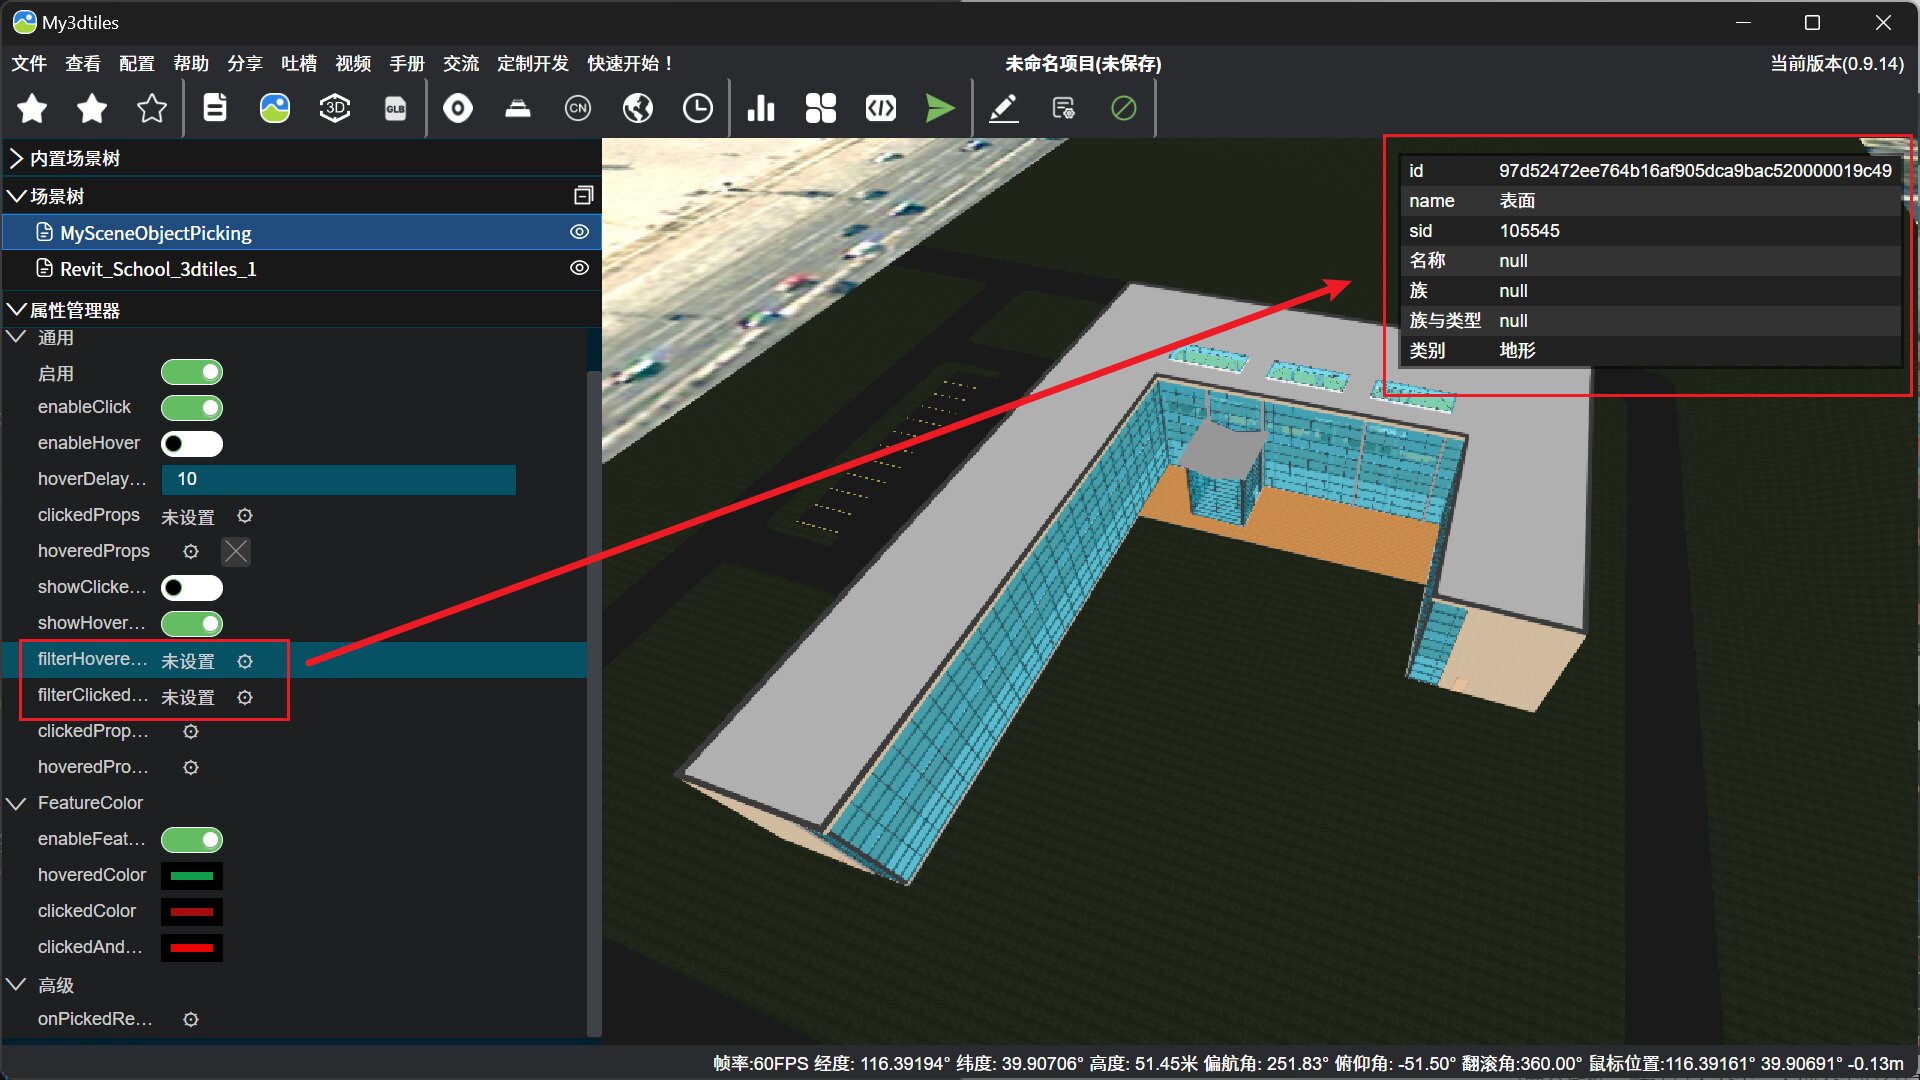 My3dtiles
文件 查看 配置 帮助 分享 吐槽 视频 手册 交流 定制开发 快速开始！ 未命名项目(未保存) 当前版本(0.9.14)
3D GLB CN
内置场景树
场景树
MySceneObjectPicking
Revit_School_3dtiles_1
属性管理器
通用
启用
enableClick
enableHover
hoverDelay... 10
clickedProps 未设置
hoveredProps
showClicke...
showHover...
filterHovere... 未设置
filterClicked... 未设置
clickedProp...
hoveredPro...
FeatureColor
enableFeat...
hoveredColor
clickedColor
clickedAnd...
高级
onPickedRe...
id 97d52472ee764b16af905dca9bac520000019c49
name 表面
sid 105545
名称 null
族 null
族与类型 null
类别 地形
帧率:60FPS 经度: 116.39194° 纬度: 39.90706° 高度: 51.45米 偏航角: 251.83° 俯仰角: -51.50° 翻滚角:360.00° 鼠标位置:116.39161° 39.90691° -0.13m